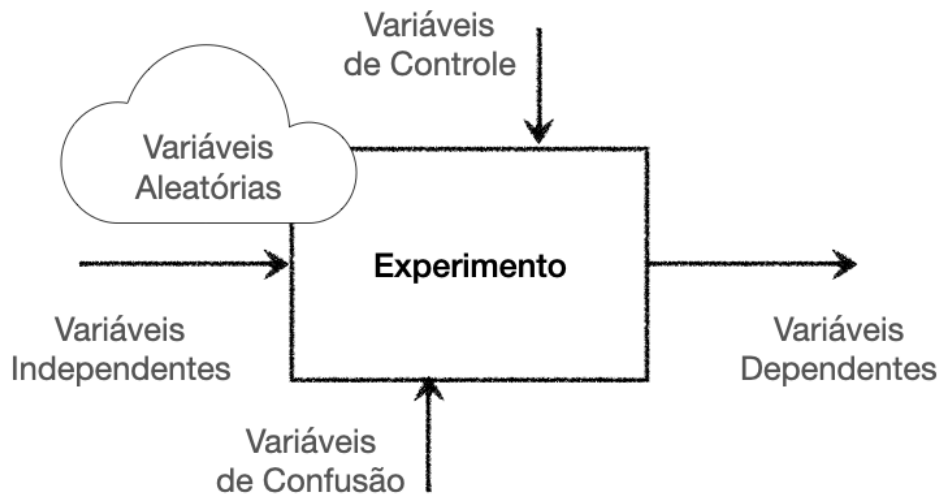 Variáveis
de Controle
Variáveis
Aleatórias
Experimento
Variáveis
Independentes
Variáveis
Dependentes
Variáveis
de Confusão